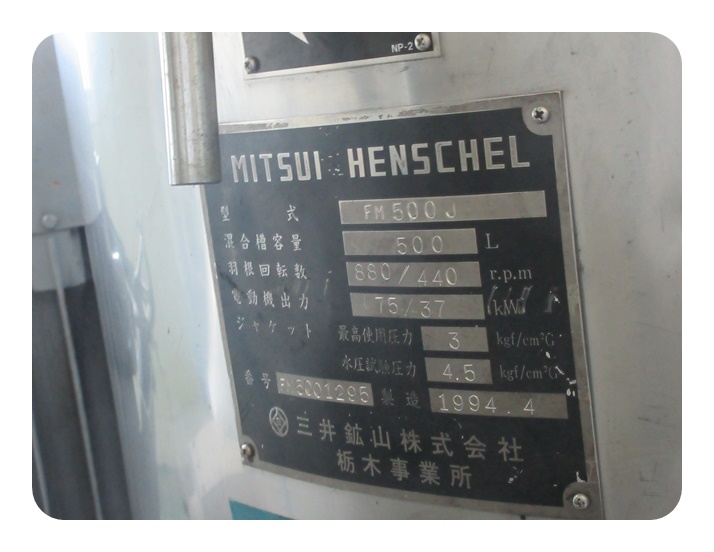 NP-2
MITSUI HENSCHEL
型 式 FM500J
混合槽容量 500 L
羽根回転数 880/440 r.p.m
電動機出力 75/37 (kW)
ジャケット 最高使用圧力 3 kgf/cm²G
水圧試験圧力 4.5 kgf/cm²G
番号 FM5001295 製造 1994.4
三井鉱山株式会社
栃木事業所